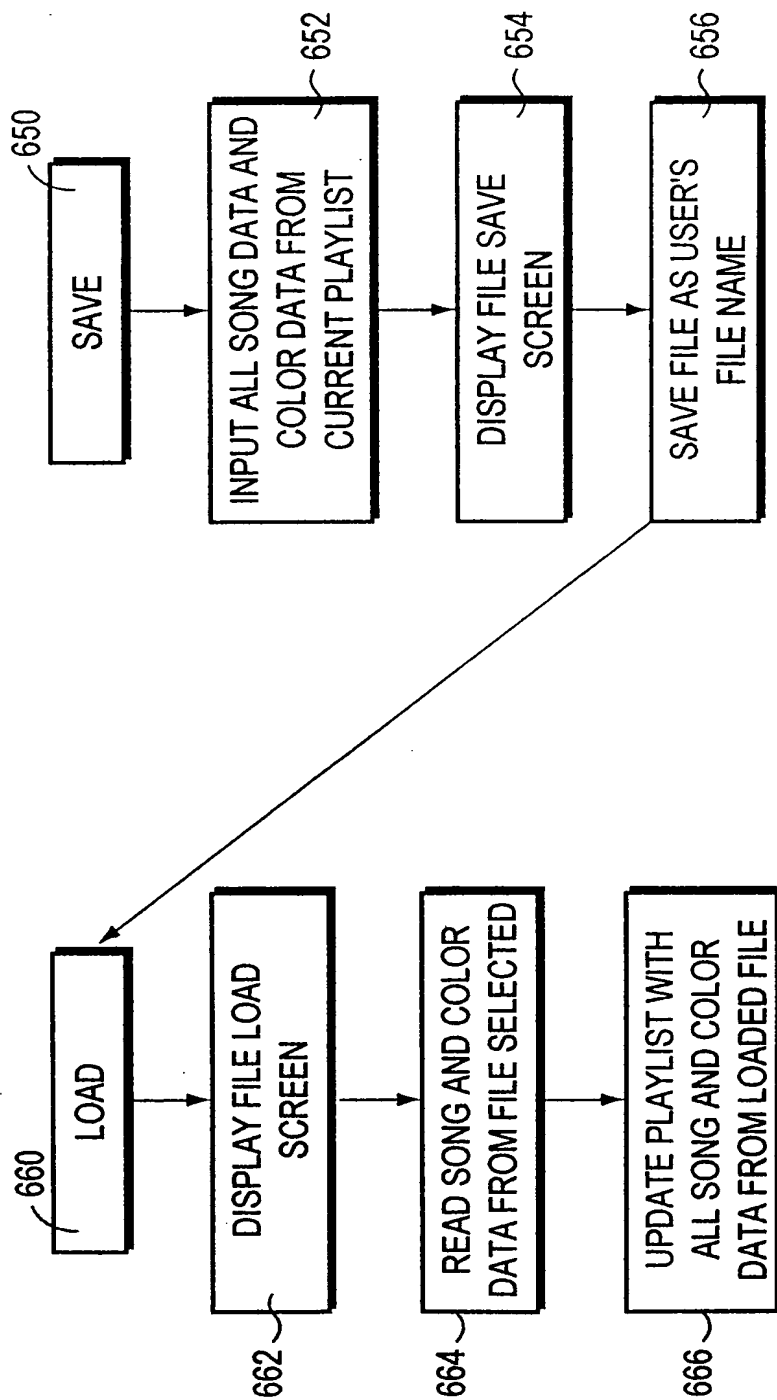 650
SAVE
INPUT ALL SONG DATA AND
COLOR DATA FROM
CURRENT PLAYLIST
652
DISPLAY FILE SAVE
SCREEN
654
SAVE FILE AS USER'S
FILE NAME
656
660
LOAD
DISPLAY FILE LOAD
SCREEN
662
READ SONG AND COLOR
DATA FROM FILE SELECTED
664
UPDATE PLAYLIST WITH
ALL SONG AND COLOR
DATA FROM LOADED FILE
666